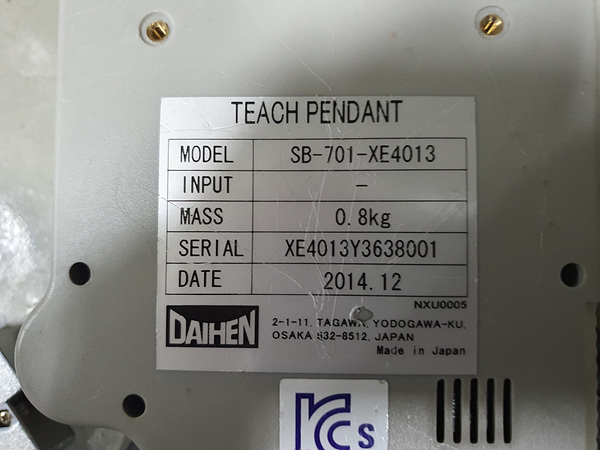 TEACH PENDANT
MODEL SB-701-XE4013
INPUT -
MASS 0.8kg
SERIAL XE4013Y3638001
DATE 2014.12
NXU0005
DAIHEN
2-1-11, TAGAWA, YODOGAWA-KU,
OSAKA 532-8512, JAPAN
Made in Japan
KC S